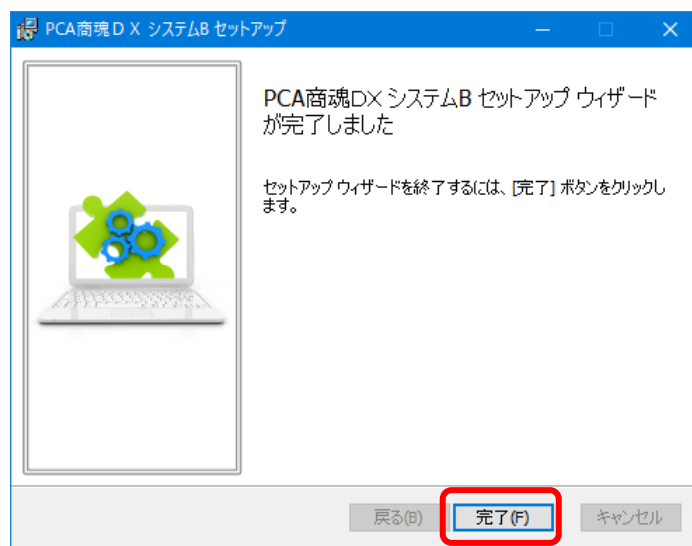 PCA商魂ＤＸ システムB セットアップ
PCA商魂DX システムB セットアップ ウィザード
が完了しました
セットアップ ウィザードを終了するには、[完了] ボタンをクリックし
ます。
戻る(B) 完了(F) キャンセル